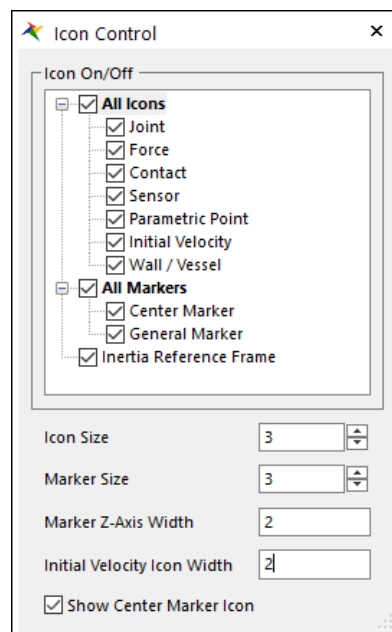 Icon Control
Icon On/Off
All Icons
Joint
Force
Contact
Sensor
Parametric Point
Initial Velocity
Wall / Vessel
All Markers
Center Marker
General Marker
Inertia Reference Frame
Icon Size 3
Marker Size 3
Marker Z-Axis Width 2
Initial Velocity Icon Width 2
Show Center Marker Icon